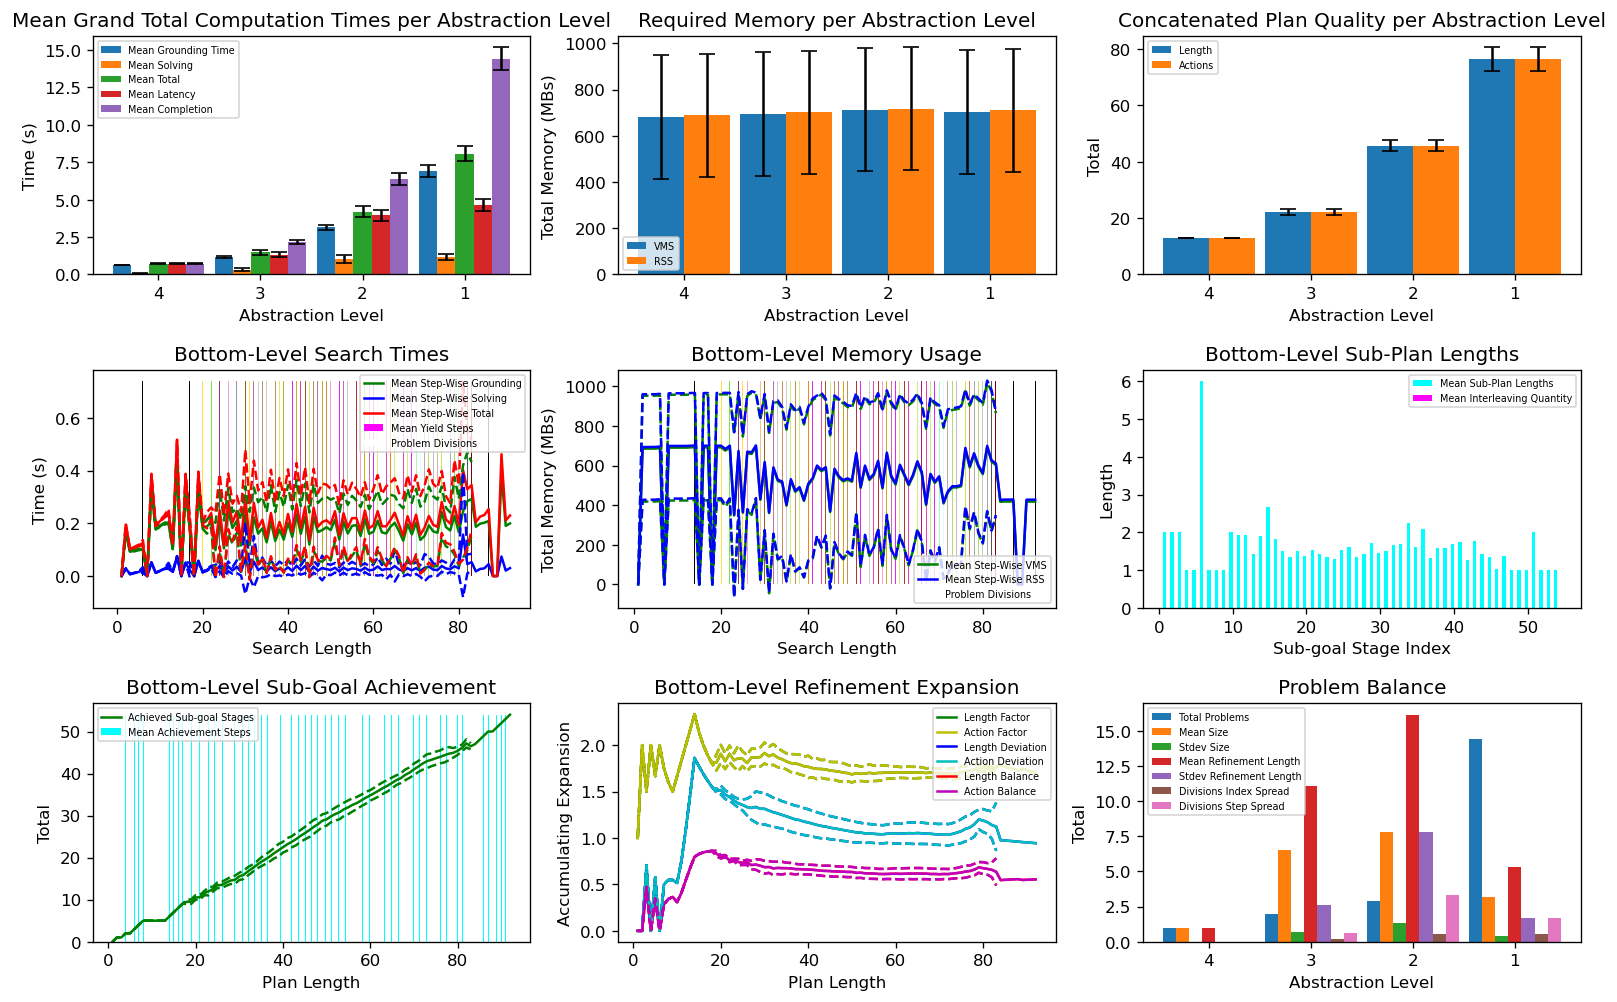 Mean Grand Total Computation Times per Abstraction Level
15.0
12.5
10.0
7.5
5.0
2.5
0.0
Time (s)
Mean Grounding Time
Mean Solving
Mean Total
Mean Latency
Mean Completion
4 3 2 1
Abstraction Level
Required Memory per Abstraction Level
1000
800
600
400
200
0
Total Memory (MBs)
VMS
RSS
4 3 2 1
Abstraction Level
Concatenated Plan Quality per Abstraction Level
80
60
40
20
0
Total
Length
Actions
4 3 2 1
Abstraction Level
Bottom-Level Search Times
0.6
0.4
0.2
0.0
Time (s)
Mean Step-Wise Grounding
Mean Step-Wise Solving
Mean Step-Wise Total
Mean Yield Steps
Problem Divisions
0 20 40 60 80
Search Length
Bottom-Level Memory Usage
1000
800
600
400
200
0
Total Memory (MBs)
Mean Step-Wise VMS
Mean Step-Wise RSS
Problem Divisions
0 20 40 60 80
Search Length
Bottom-Level Sub-Plan Lengths
6
5
4
3
2
1
0
Length
Mean Sub-Plan Lengths
Mean Interleaving Quantity
0 10 20 30 40 50
Sub-goal Stage Index
Bottom-Level Sub-Goal Achievement
50
40
30
20
10
0
Total
Achieved Sub-goal Stages
Mean Achievement Steps
0 20 40 60 80
Plan Length
Bottom-Level Refinement Expansion
2.0
1.5
1.0
0.5
0.0
Accumulating Expansion
Length Factor
Action Factor
Length Deviation
Action Deviation
Length Balance
Action Balance
0 20 40 60 80
Plan Length
Problem Balance
15.0
12.5
10.0
7.5
5.0
2.5
0.0
Total
Total Problems
Mean Size
Stdev Size
Mean Refinement Length
Stdev Refinement Length
Divisions Index Spread
Divisions Step Spread
4 3 2 1
Abstraction Level